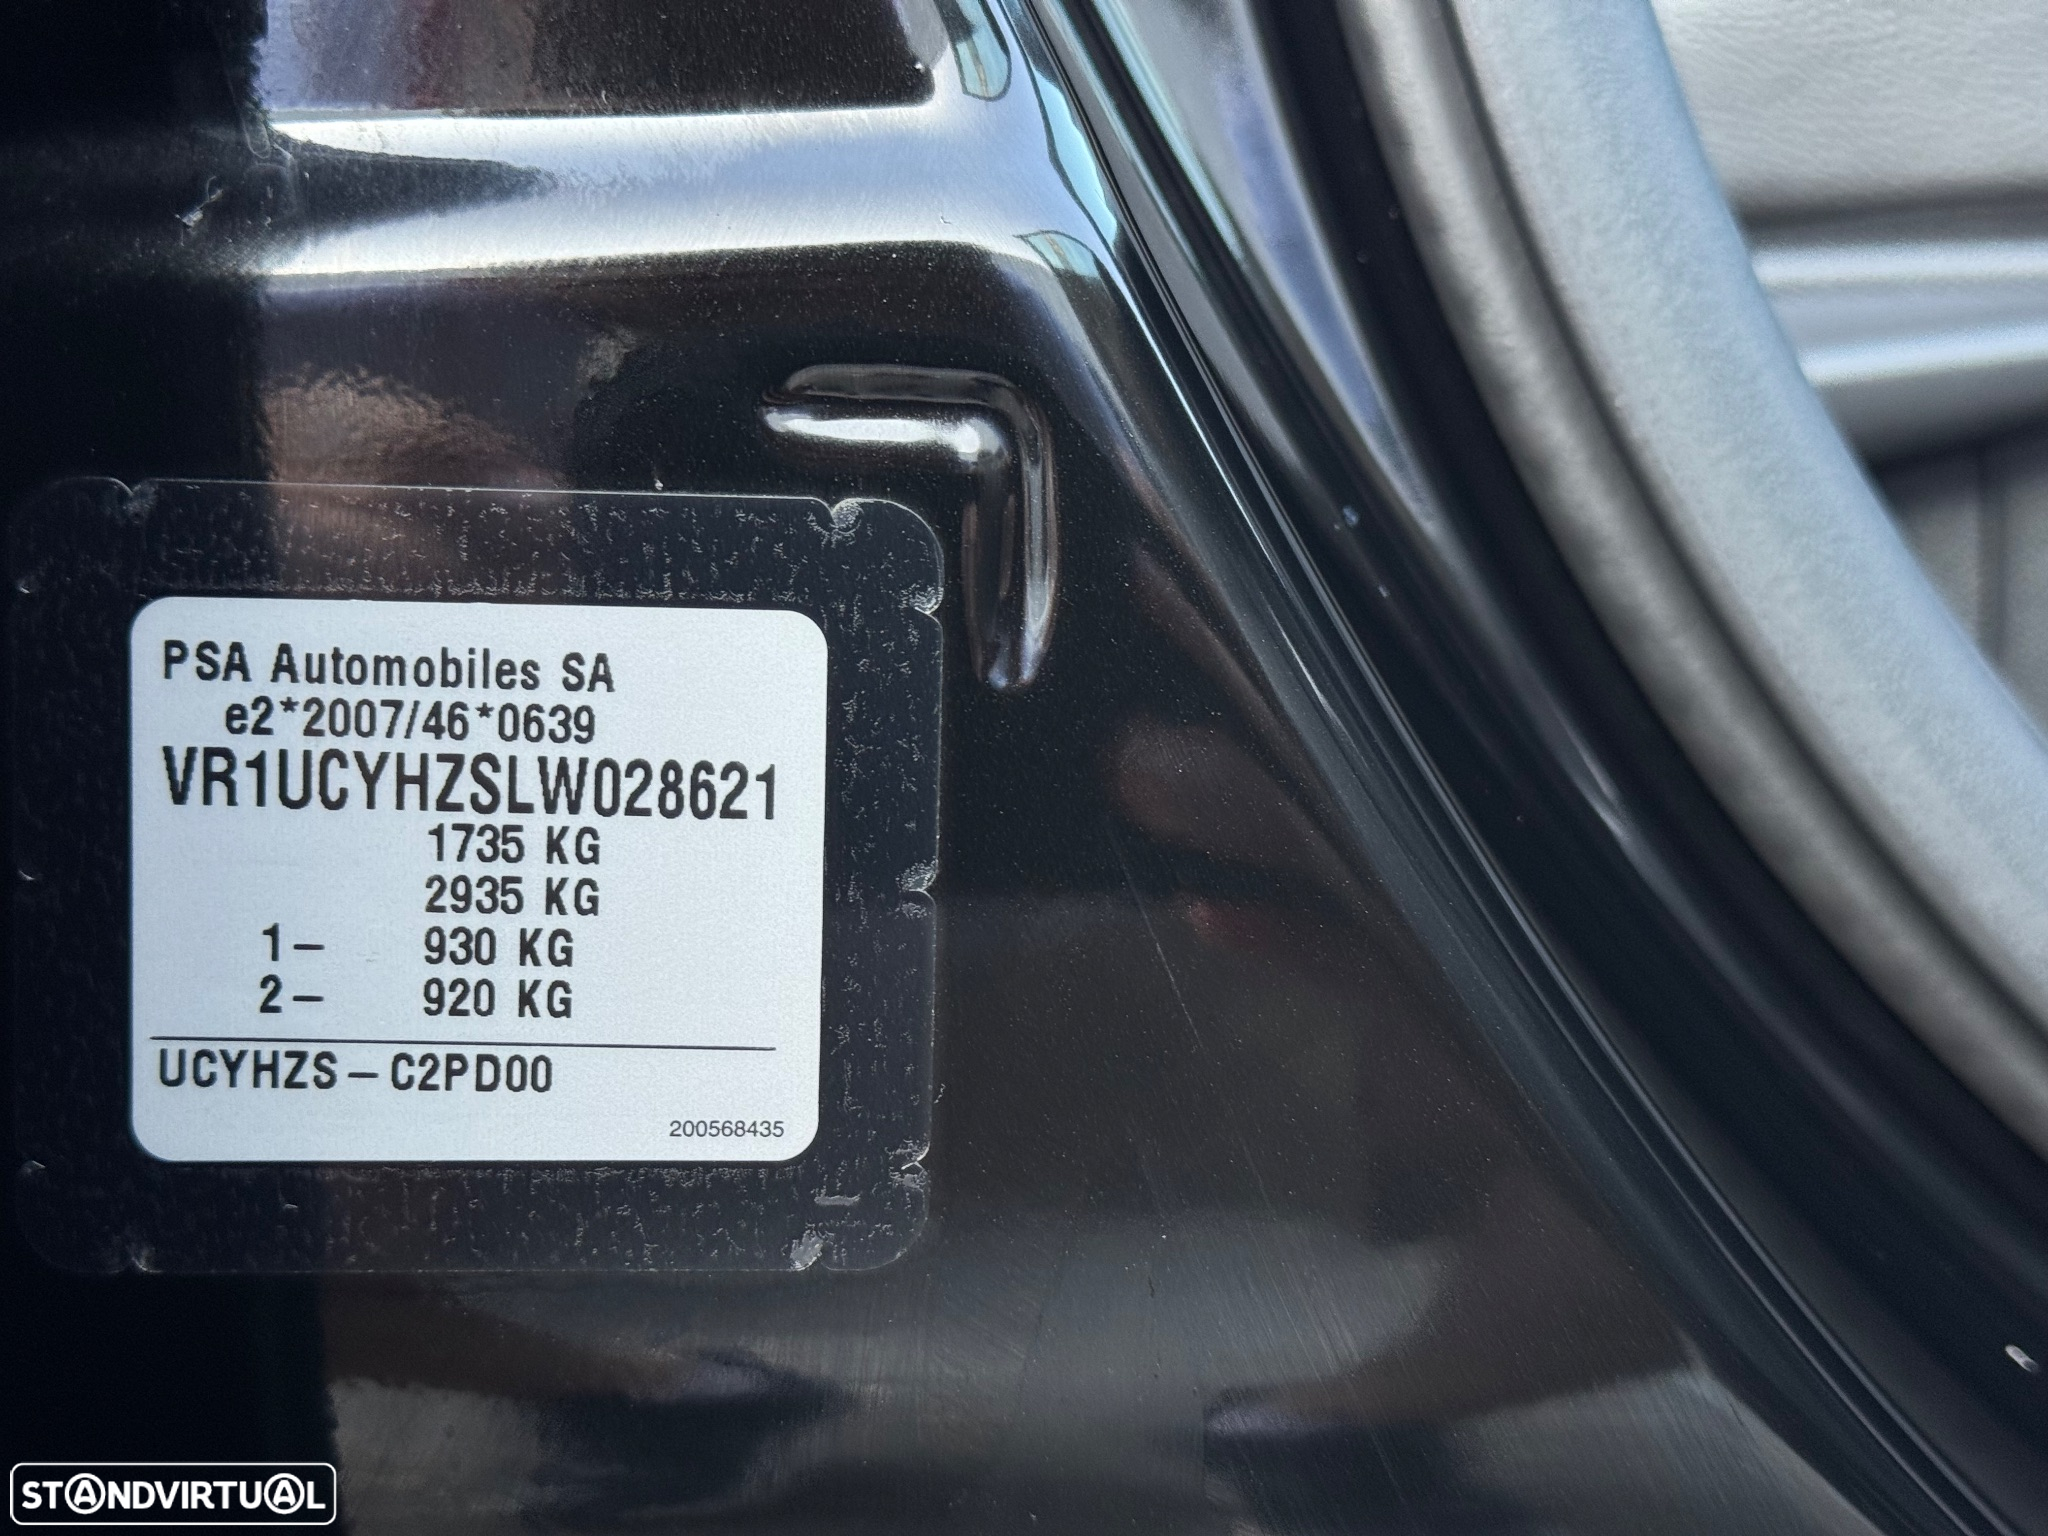 PSA Automobiles SA
e2*2007/46*0639
VR1UCYHZSLW028621
1735 KG
2935 KG
1- 930 KG
2- 920 KG
UCYHZS-C2PD00
200568435
STANDVIRTUAL